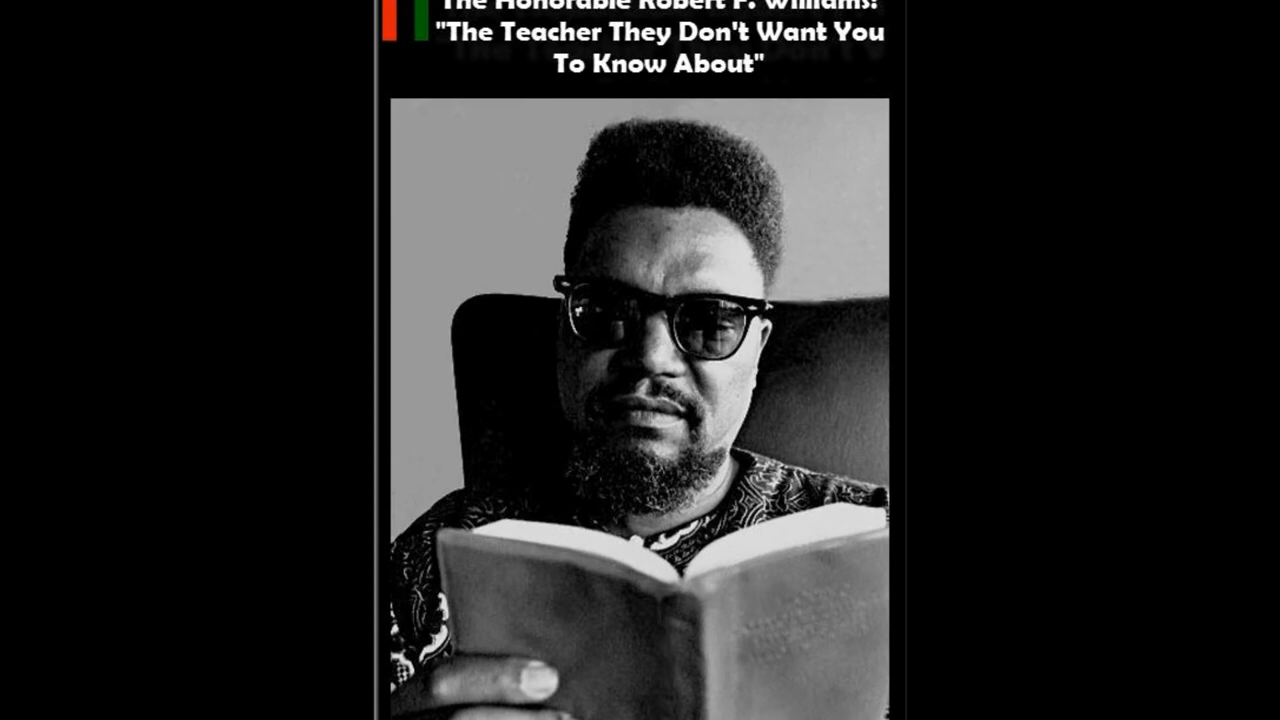 The Honorable Robert F. Williams:
"The Teacher They Don't Want You
To Know About"